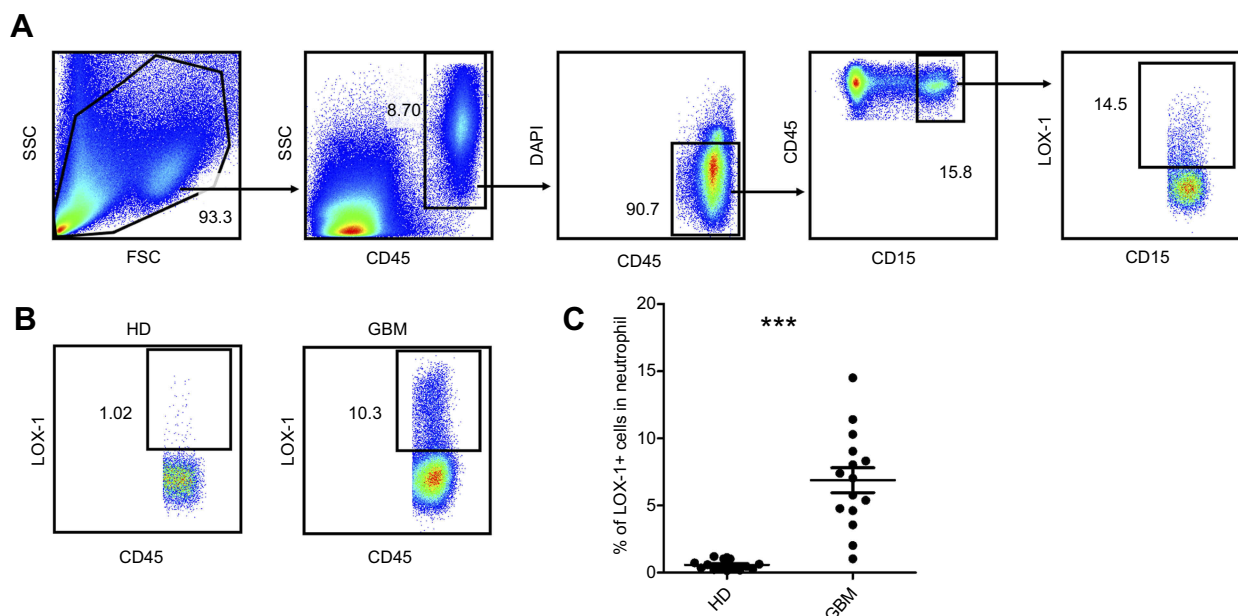 A
SSC
93.3
FSC
SSC
8.70
CD45
DAPI
90.7
CD45
CD45
15.8
CD15
LOX-1
14.5
CD15
B
HD
LOX-1
1.02
CD45
GBM
LOX-1
10.3
CD45
C
% of LOX-1+ cells in neutrophil
20
15
10
5
0
***
HD
GBM